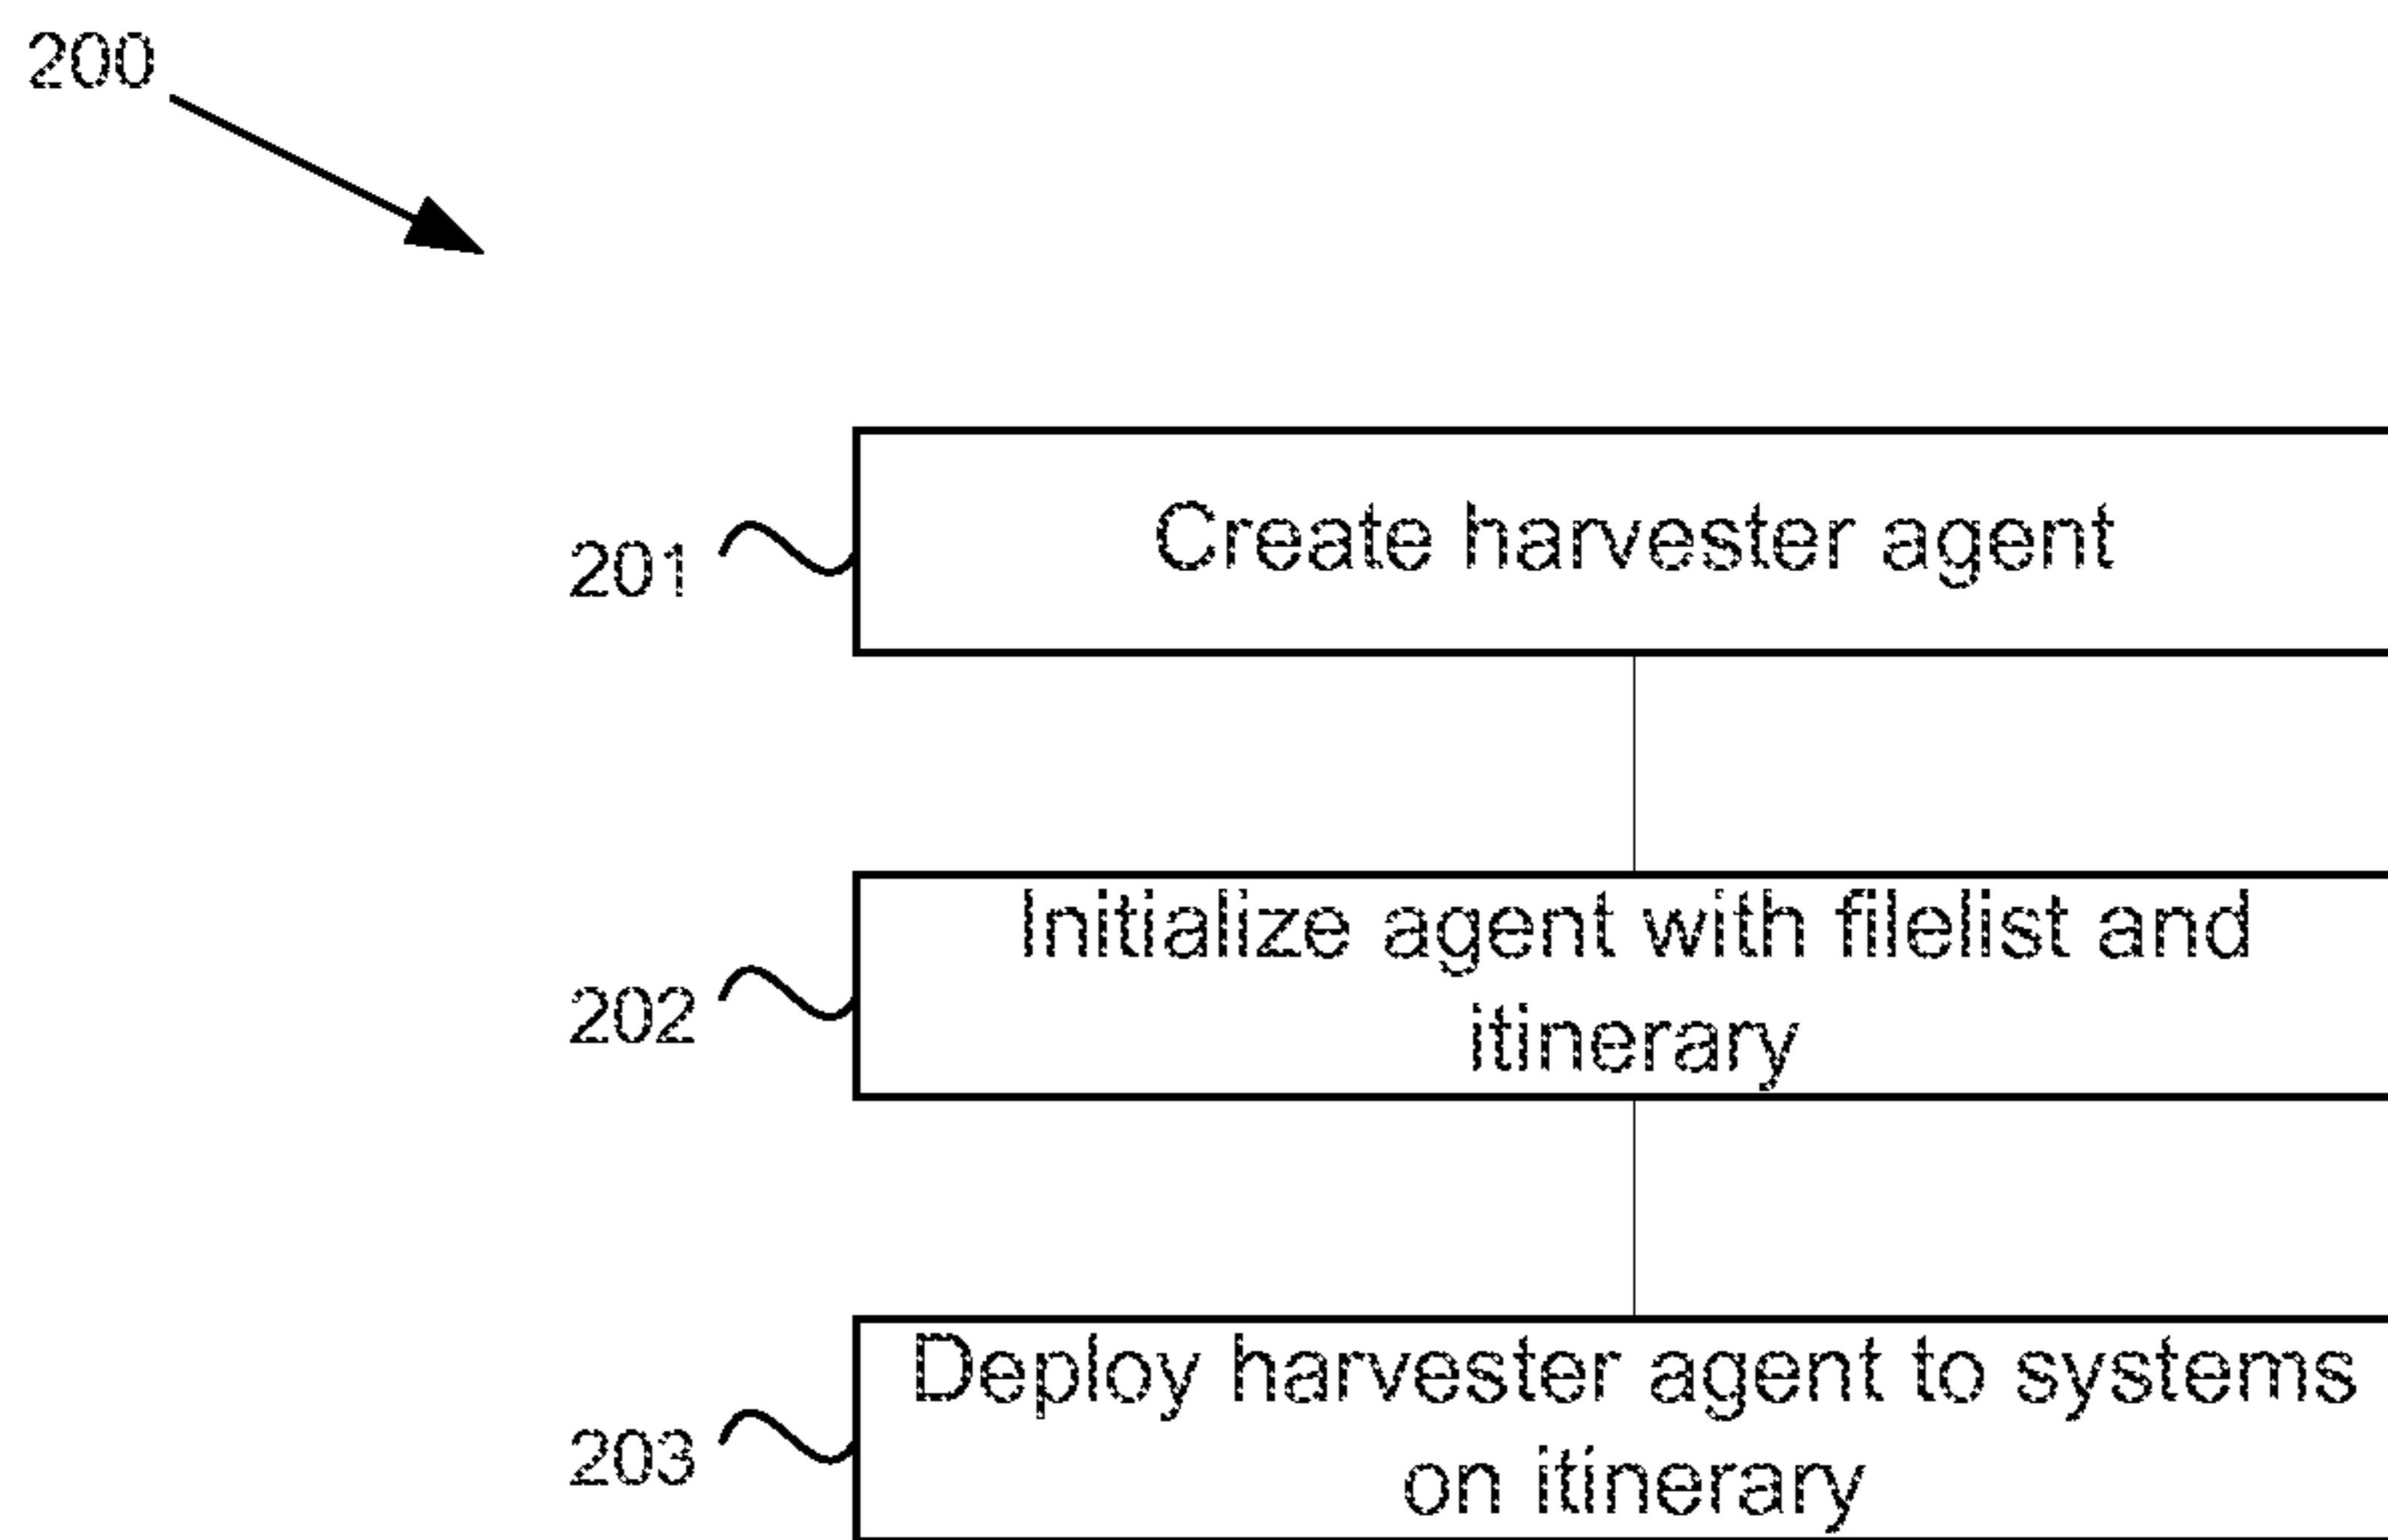 200
201
Create harvester agent
202
Initialize agent with filelist and
itinerary
203
Deploy harvester agent to systems
on itinerary